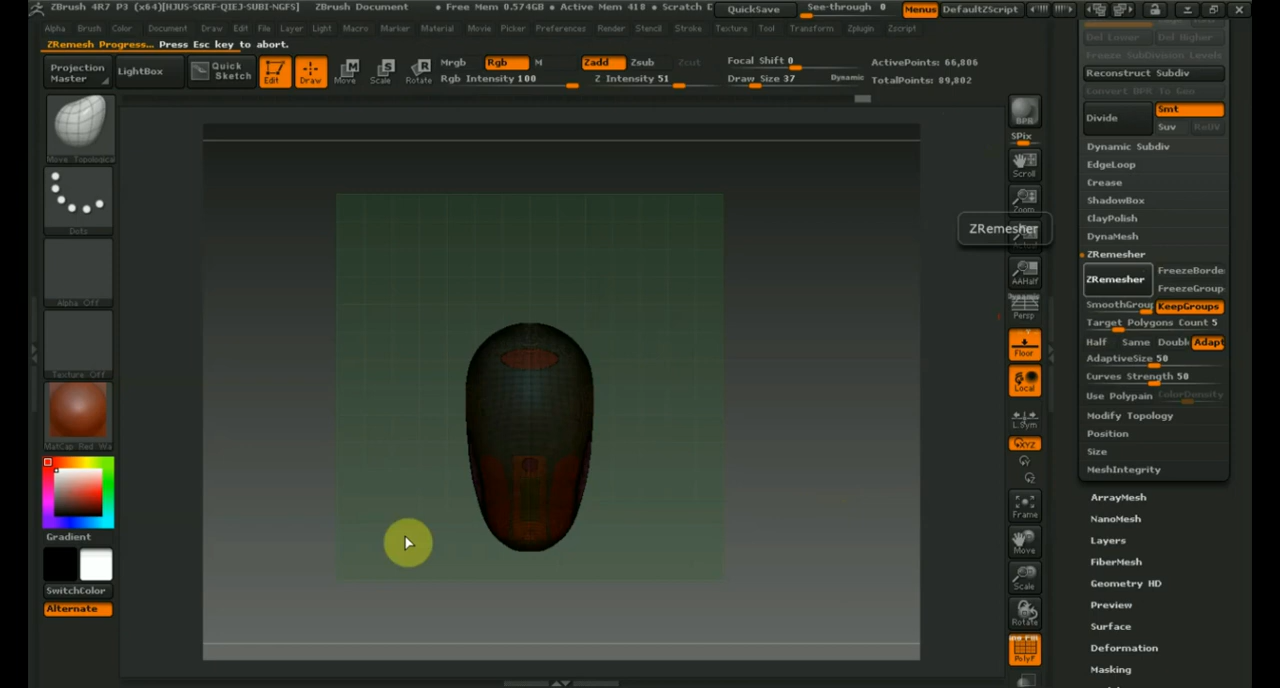 ZBrush 4R7 P3 (x64)[HJUS-SGRF-QIEJ-SUBI-NGFS] ZBrush Document • Free Mem 0.574GB • Active Mem 418 • Scratch D QuickSave See-through 0 Menus DefaultZScript
Alpha Brush Color Document Draw Edit File Layer Light Macro Marker Material Movie Picker Preferences Render Stencil Stroke Texture Tool Transform Zplugin Zscript
ZRemesh Progress... Press Esc key to abort.
Projection Master
LightBox
Quick Sketch
Edit
Draw
Move
Scale
Rotate
Mrgb Rgb M
Rgb Intensity 100
Zadd Zsub Zcut
Z Intensity 51
Focal Shift 0
Draw Size 37 Dynamic
ActivePoints: 66,806
TotalPoints: 89,802
Move Topological
Dots
Alpha Off
Texture Off
MatCap Red Wa
Gradient
SwitchColor
Alternate
BPR
SPix
Scroll
Zoom
ZRemesher
AAHalf
Dynamic
Persp
Floor
Local
L.Sym
XYZ
Frame
Move
Scale
Rotate
PolyF
Del Lower Del Higher
Freeze SubDivision Levels
Reconstruct Subdiv
Convert BPR To Geo
Divide
Smt
Suv ReUV
Dynamic Subdiv
EdgeLoop
Crease
ShadowBox
ClayPolish
DynaMesh
ZRemesher
ZRemesher
FreezeBorde
FreezeGroup
SmoothGroup KeepGroups
Target Polygons Count 5
Half Same Double Adapt
AdaptiveSize 50
Curves Strength 50
Use Polypain ColorDensity
Modify Topology
Position
Size
MeshIntegrity
ArrayMesh
NanoMesh
Layers
FiberMesh
Geometry HD
Preview
Surface
Deformation
Masking